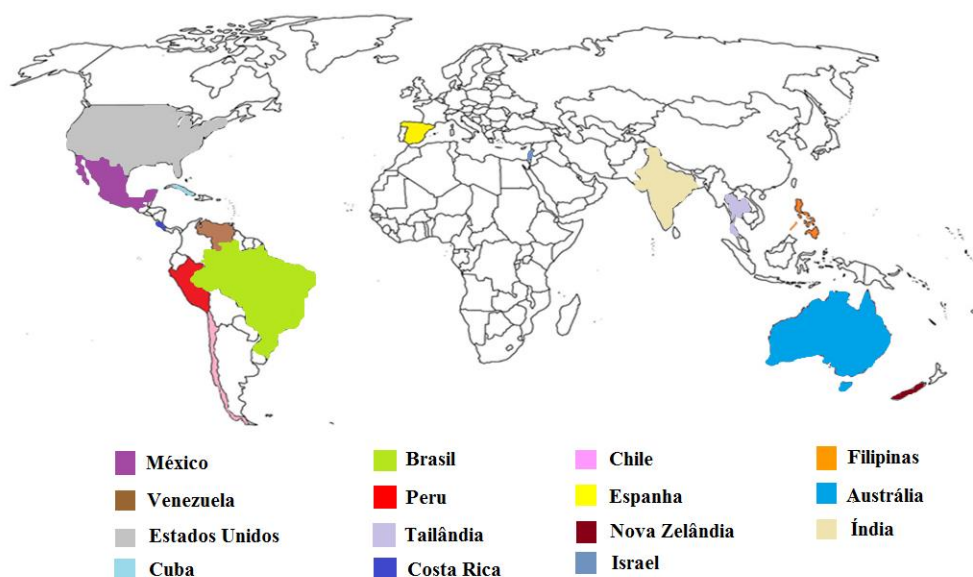 México
Brasil
Chile
Filipinas
Venezuela
Peru
Espanha
Austrália
Estados Unidos
Tailândia
Nova Zelândia
Índia
Cuba
Costa Rica
Israel